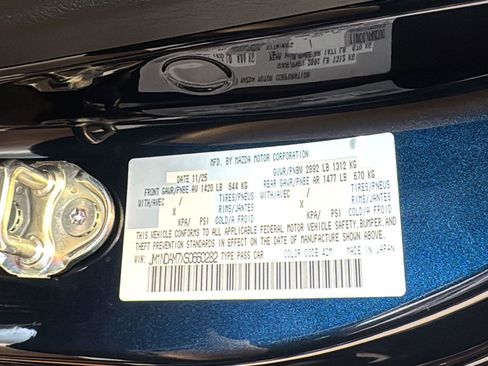 MFD. BY MAZDA MOTOR CORPORATION
DATE 11/25 GVWR/PNBV 2892 LB 1312 KG
FRONT GAWR/PNBE AV 1420 LB 644 KG REAR GAWR/PNBE AR 1477 LB 670 KG
WITH/AVEC TIRES/PNEUS WITH/AVEC TIRES/PNEUS
X RIMS/JANTES X RIMS/JANTES
KPA/ PSI COLD/A FROID KPA/ PSI COLD/A FROID
THIS VEHICLE CONFORMS TO ALL APPLICABLE FEDERAL MOTOR VEHICLE SAFETY, BUMPER, AND
THEFT PREVENTION STANDARDS IN EFFECT ON THE DATE OF MANUFACTURE SHOWN ABOVE.
VIN: TYPE: PASS CAR COLOR CODE 42M MADE IN JAPAN